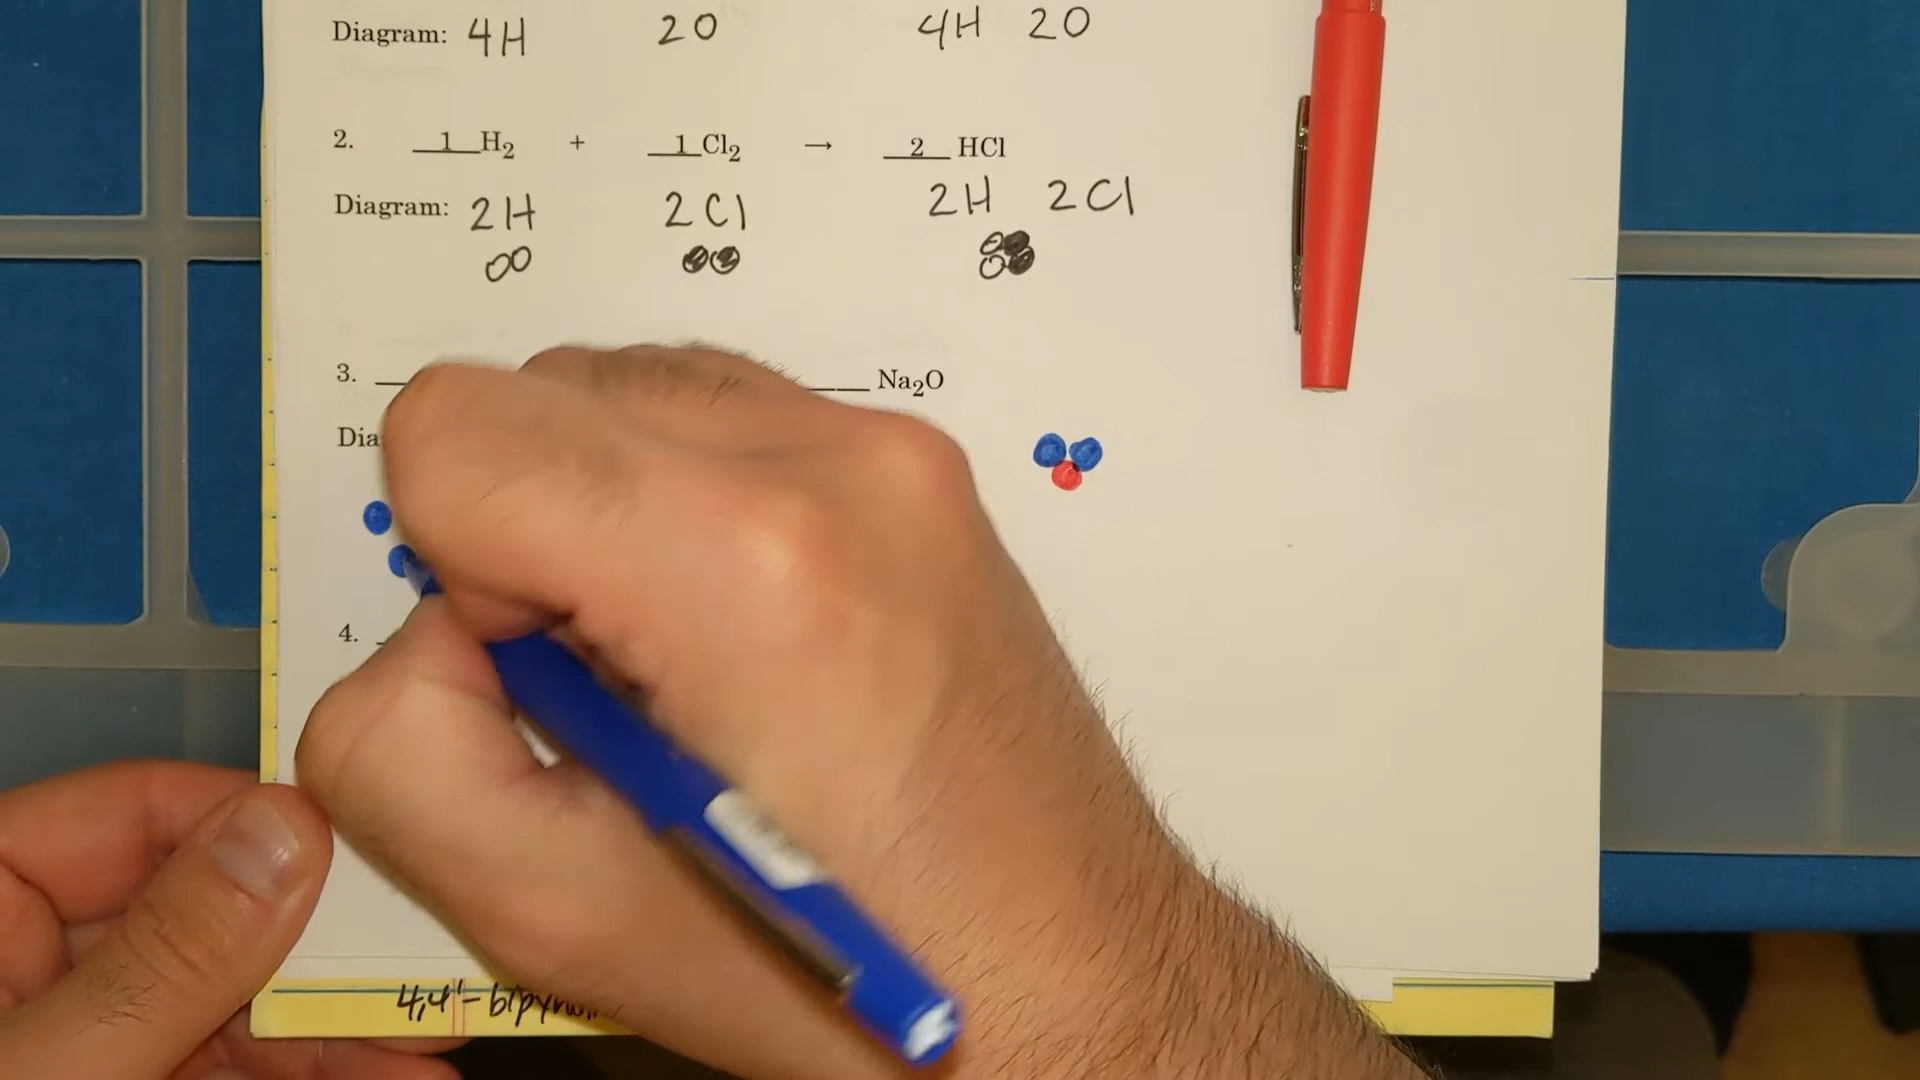 Diagram: 4H 2O 4H 2O
2. 1 H₂ + 1 Cl₂ → 2 HCl
Diagram: 2H 2Cl 2H 2Cl
3. Na₂O
Dia
4.
4,4'-